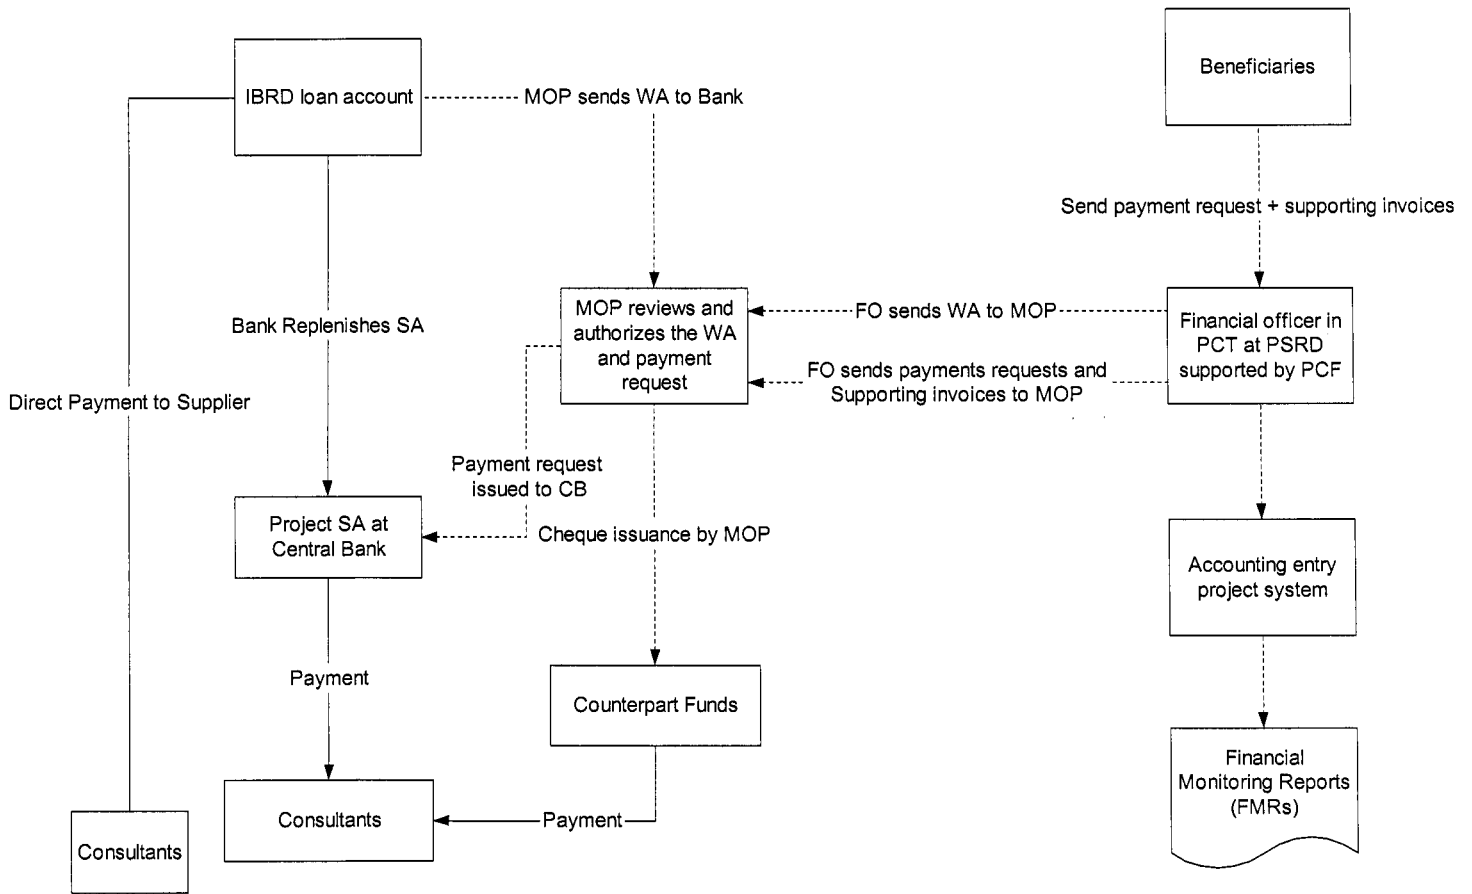 Beneficiaries
IBRD loan account
MOP sends WA to Bank
Send payment request + supporting invoices
MOP reviews and
authorizes the WA
and payment
request
FO sends WA to MOP
Financial officer in
PCT at PSRD
supported by PCF
Bank Replenishes SA
FO sends payments requests and
Supporting invoices to MOP
Direct Payment to Supplier
Payment request
issued to CB
Project SA at
Central Bank
Cheque issuance by MOP
Accounting entry
project system
Payment
Counterpart Funds
Financial
Monitoring Reports
(FMRs)
Consultants
Payment
Consultants